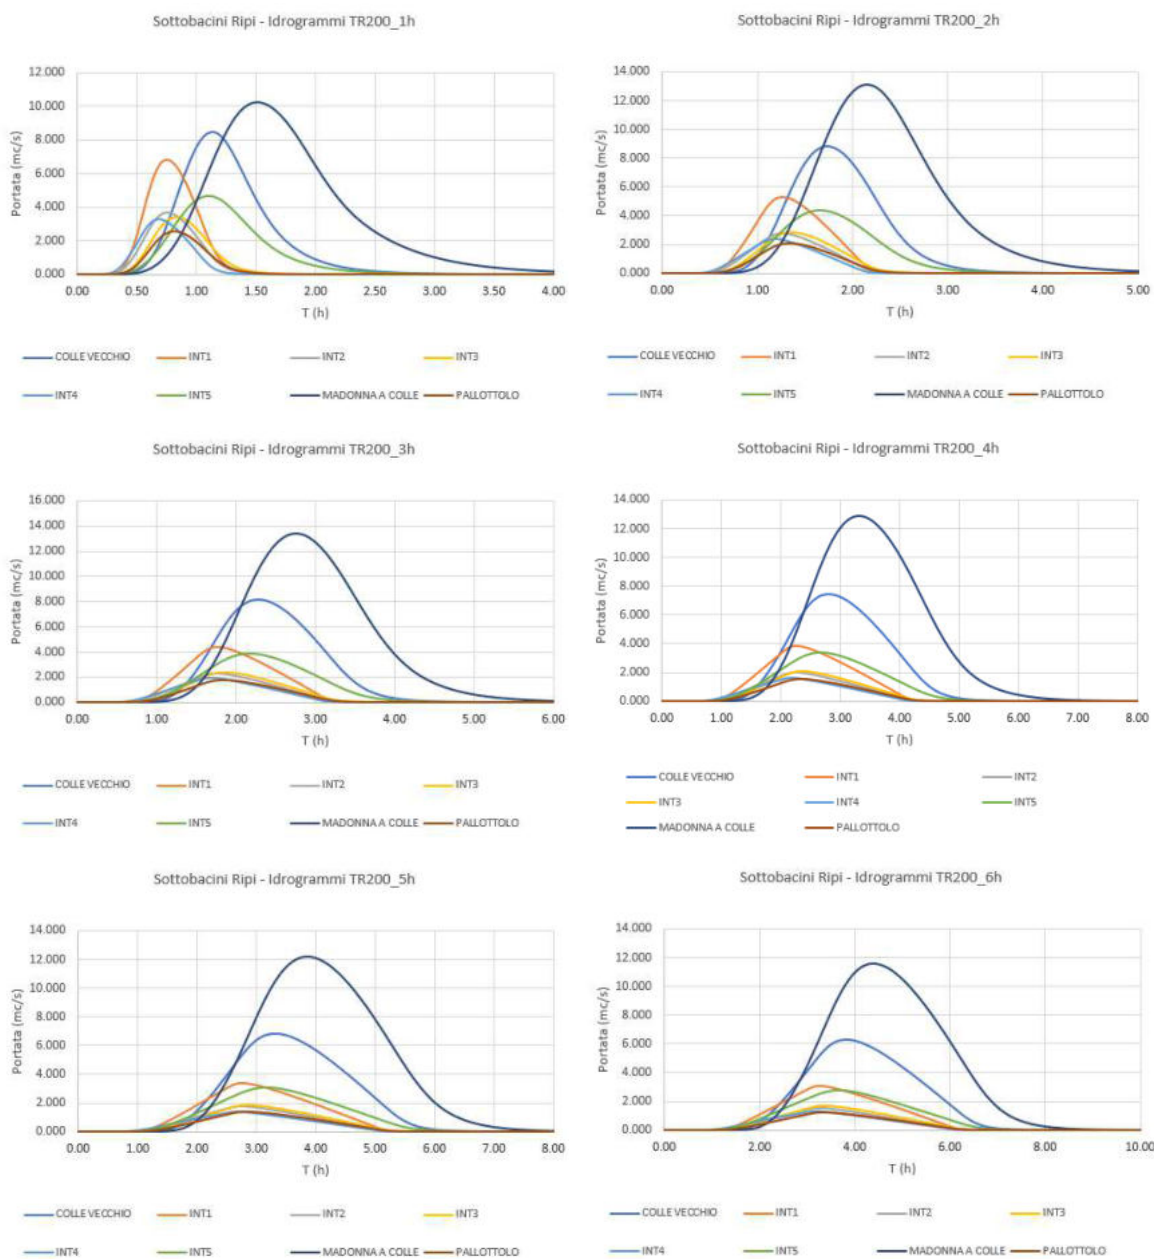 Sottobacini Ripi - Idrogrammi TR200_1h
Portata (mc/s)
12.000
10.000
8.000
6.000
4.000
2.000
0.000
0.00 0.50 1.00 1.50 2.00 2.50 3.00 3.50 4.00
T (h)
COLLE VECCHIO INT1 INT2 INT3
INT4 INT5 MADONNA A COLLE PALLOTTOLO
Sottobacini Ripi - Idrogrammi TR200_2h
Portata (mc/s)
14.000
12.000
10.000
8.000
6.000
4.000
2.000
0.000
0.00 1.00 2.00 3.00 4.00 5.00
T (h)
COLLE VECCHIO INT1 INT2 INT3
INT4 INT5 MADONNA A COLLE PALLOTTOLO
Sottobacini Ripi - Idrogrammi TR200_3h
Portata (mc/s)
16.000
14.000
12.000
10.000
8.000
6.000
4.000
2.000
0.000
0.00 1.00 2.00 3.00 4.00 5.00 6.00
T (h)
COLLE VECCHIO INT1 INT2 INT3
INT4 INT5 MADONNA A COLLE PALLOTTOLO
Sottobacini Ripi - Idrogrammi TR200_4h
Portata (mc/s)
14.000
12.000
10.000
8.000
6.000
4.000
2.000
0.000
0.00 1.00 2.00 3.00 4.00 5.00 6.00 7.00 8.00
T (h)
COLLE VECCHIO INT1 INT2
INT3 INT4 INT5
MADONNA A COLLE PALLOTTOLO
Sottobacini Ripi - Idrogrammi TR200_5h
Portata (mc/s)
14.000
12.000
10.000
8.000
6.000
4.000
2.000
0.000
0.00 1.00 2.00 3.00 4.00 5.00 6.00 7.00 8.00
T (h)
COLLE VECCHIO INT1 INT2 INT3
INT4 INT5 MADONNA A COLLE PALLOTTOLO
Sottobacini Ripi - Idrogrammi TR200_6h
Portata (mc/s)
14.000
12.000
10.000
8.000
6.000
4.000
2.000
0.000
0.00 2.00 4.00 6.00 8.00 10.00
T (h)
COLLE VECCHIO INT1 INT2 INT3
INT4 INT5 MADONNA A COLLE PALLOTTOLO